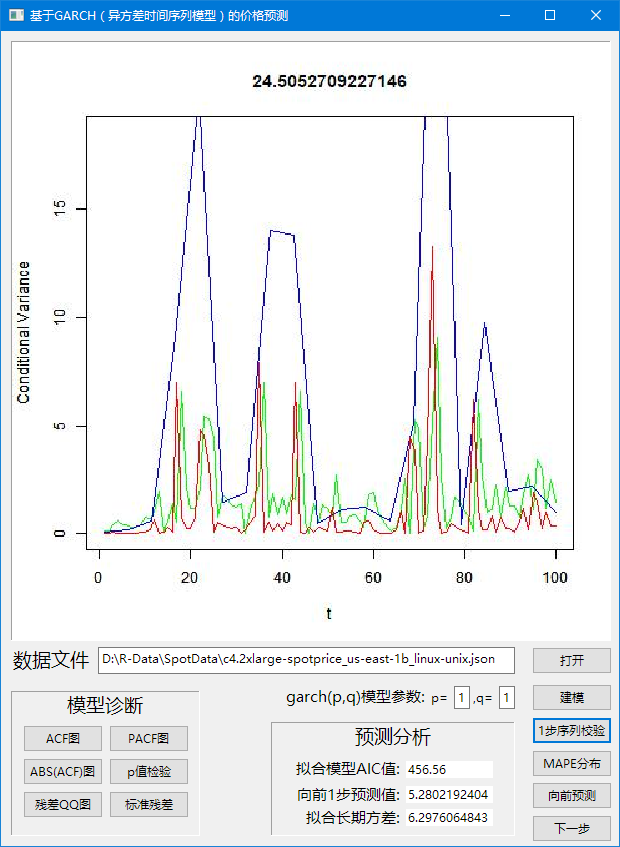 基于GARCH（异方差时间序列模型）的价格预测
24.5052709227146
Conditional Variance
15
10
5
0
0 20 40 60 80 100
t
数据文件 D:\R-Data\SpotData\c4.2xlarge-spotprice_us-east-1b_linux-unix.json 打开
模型诊断
ACF图 PACF图
ABS(ACF)图 p值检验
残差QQ图 标准残差
garch(p,q)模型参数: p= 1 ,q= 1
预测分析
拟合模型AIC值: 456.56
向前1步预测值: 5.2802192404
拟合长期方差: 6.2976064843
建模
1步序列校验
MAPE分布
向前预测
下一步